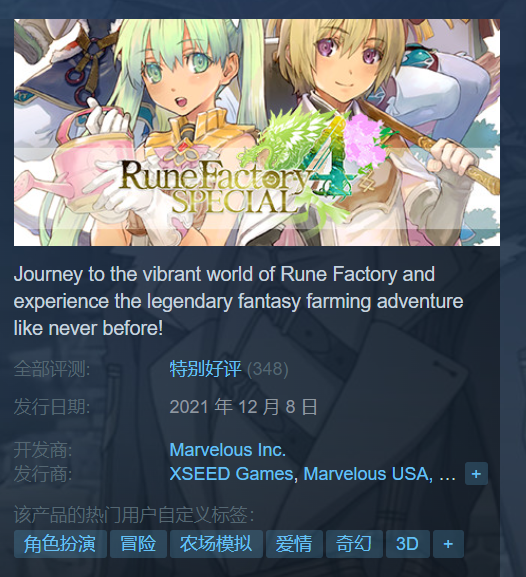 Rune Factory 4
SPECIAL
Journey to the vibrant world of Rune Factory and
experience the legendary fantasy farming adventure
like never before!
全部评测: 特别好评 (348)
发行日期: 2021 年 12 月 8 日
开发商: Marvelous Inc.
发行商: XSEED Games, Marvelous USA, ... +
该产品的热门用户自定义标签:
角色扮演 冒险 农场模拟 爱情 奇幻 3D +